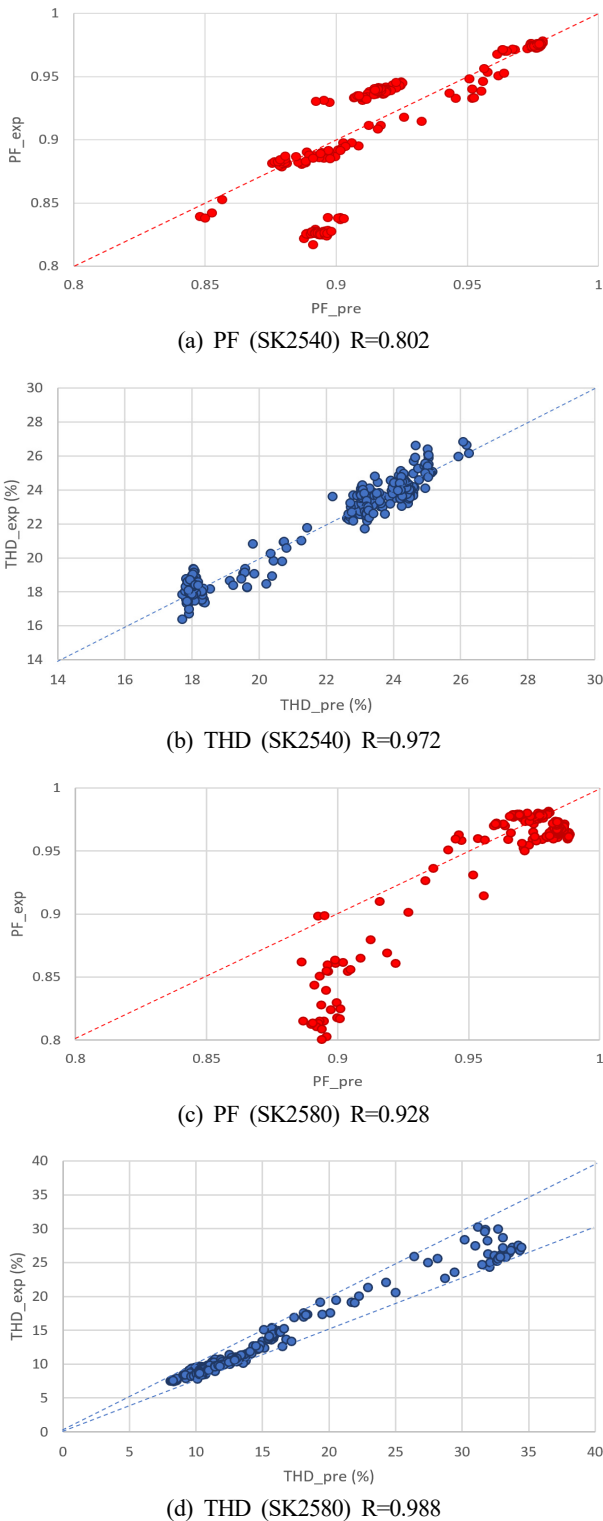 1
0.95
PF_exp
0.9
0.85
0.8
0.8 0.85 0.9 0.95 1
PF_pre
(a) PF (SK2540) R=0.802
30
28
26
24
THD_exp (%)
22
20
18
16
14
14 16 18 20 22 24 26 28 30
THD_pre (%)
(b) THD (SK2540) R=0.972
1
0.95
PF_exp
0.9
0.85
0.8
0.8 0.85 0.9 0.95 1
PF_pre
(c) PF (SK2580) R=0.928
40
35
30
25
THD_exp (%)
20
15
10
5
0
0 5 10 15 20 25 30 35 40
THD_pre (%)
(d) THD (SK2580) R=0.988